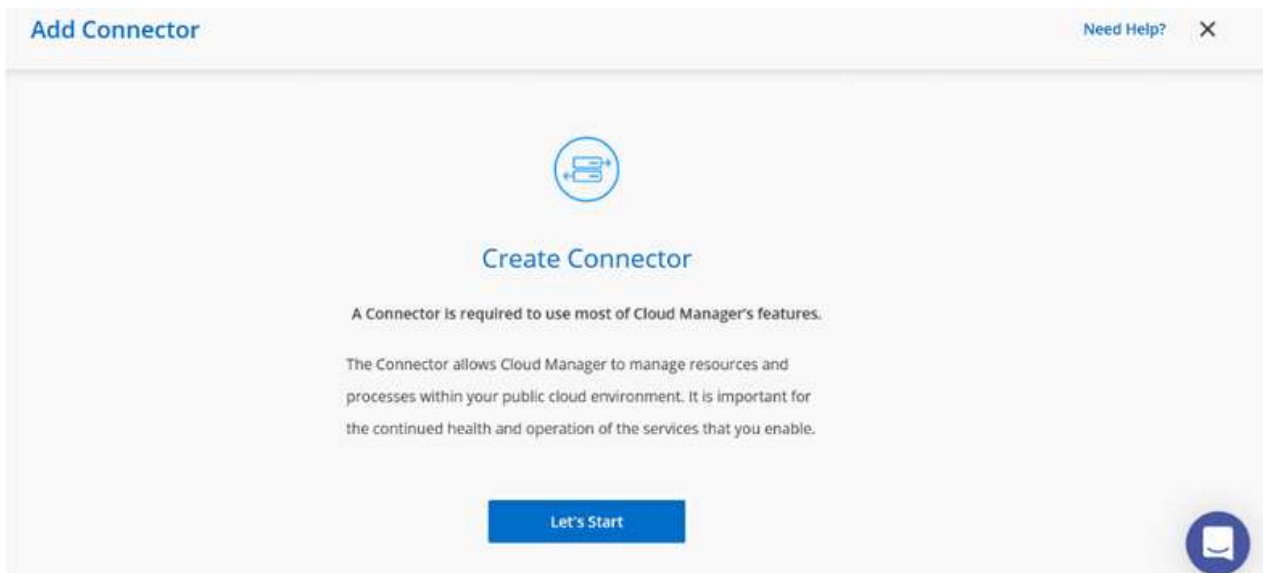 Add Connector
Need Help?
Create Connector
A Connector is required to use most of Cloud Manager's features.
The Connector allows Cloud Manager to manage resources and
processes within your public cloud environment. It is important for
the continued health and operation of the services that you enable.
Let's Start